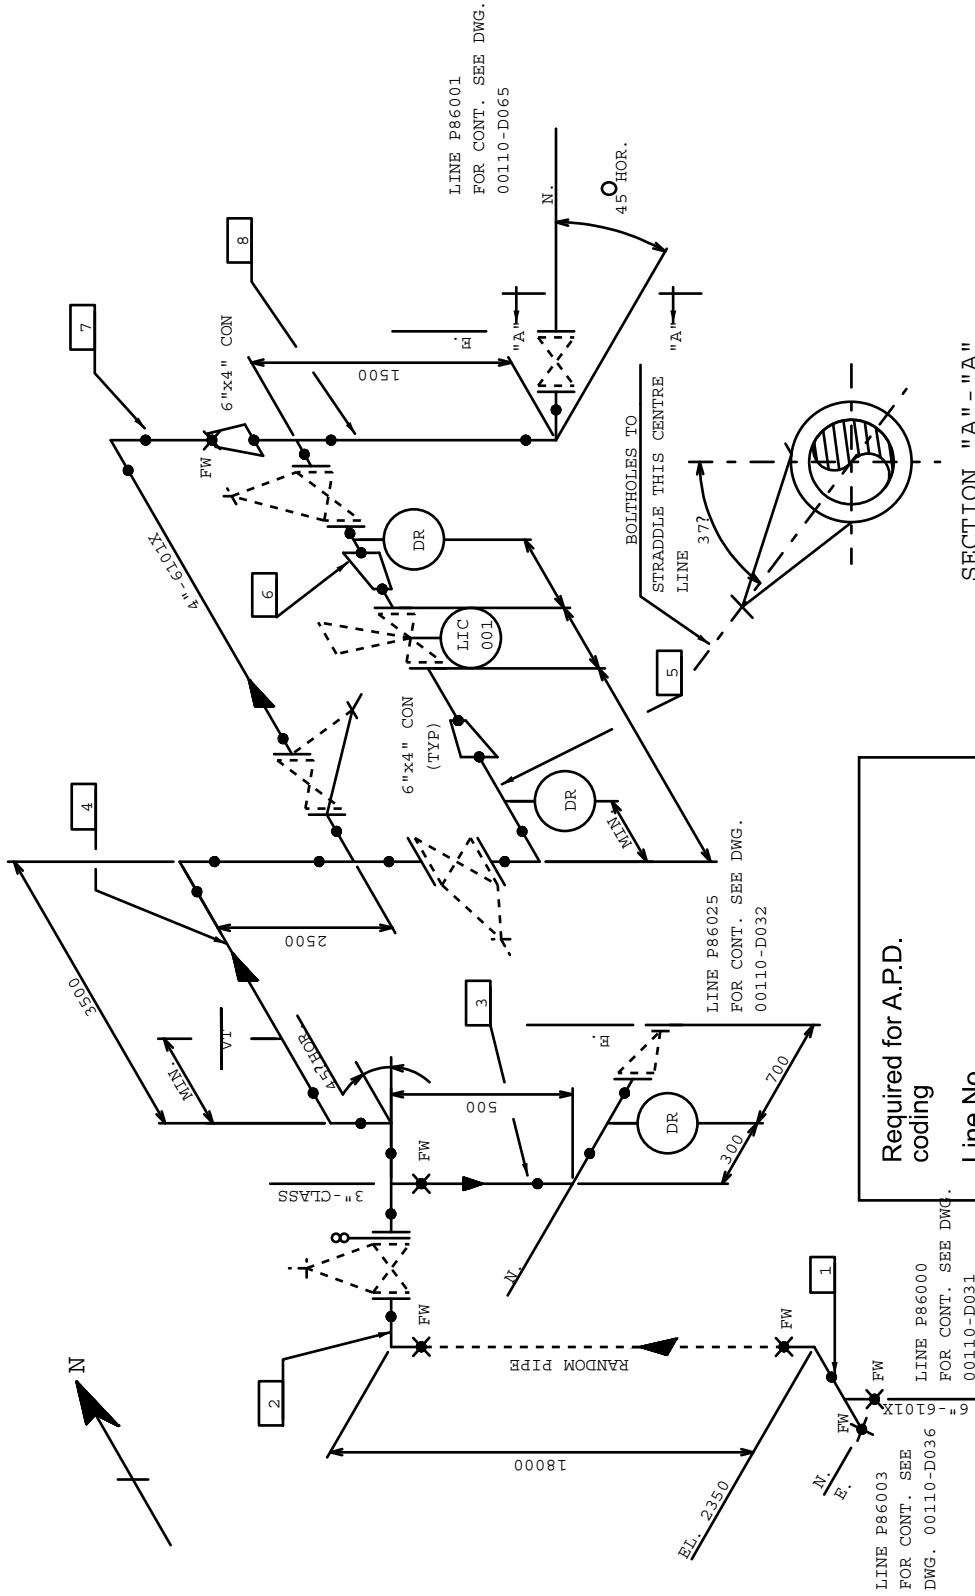 N
LINE P86001
FOR CONT. SEE DWG.
00110-D065
7
8
6"x4" CON
FW
E.
1500
"A"
N.
45 HOR.
"A"
4"-6101X
DR
6
LIC
001
BOLTHOLES TO
STRADDLE THIS CENTRE
LINE
37?
SECTION "A"-"A"
4
5
6"x4" CON
(TYP)
DR
MIN
2500
3500
VT
MIN.
45?HOR.
3
LINE P86025
FOR CONT. SEE DWG.
00110-D032
E.
500
700
300
DR
3"-CLASS
FW
N.
2
FW
RANDOM PIPE
18000
FW
EL. 2350
1
FW
FW
6"-6101X
N.
E.
LINE P86000
FOR CONT. SEE DWG.
00110-D031
LINE P86003
FOR CONT. SEE
DWG. 00110-D036
Required for A.P.D.
coding
Line No